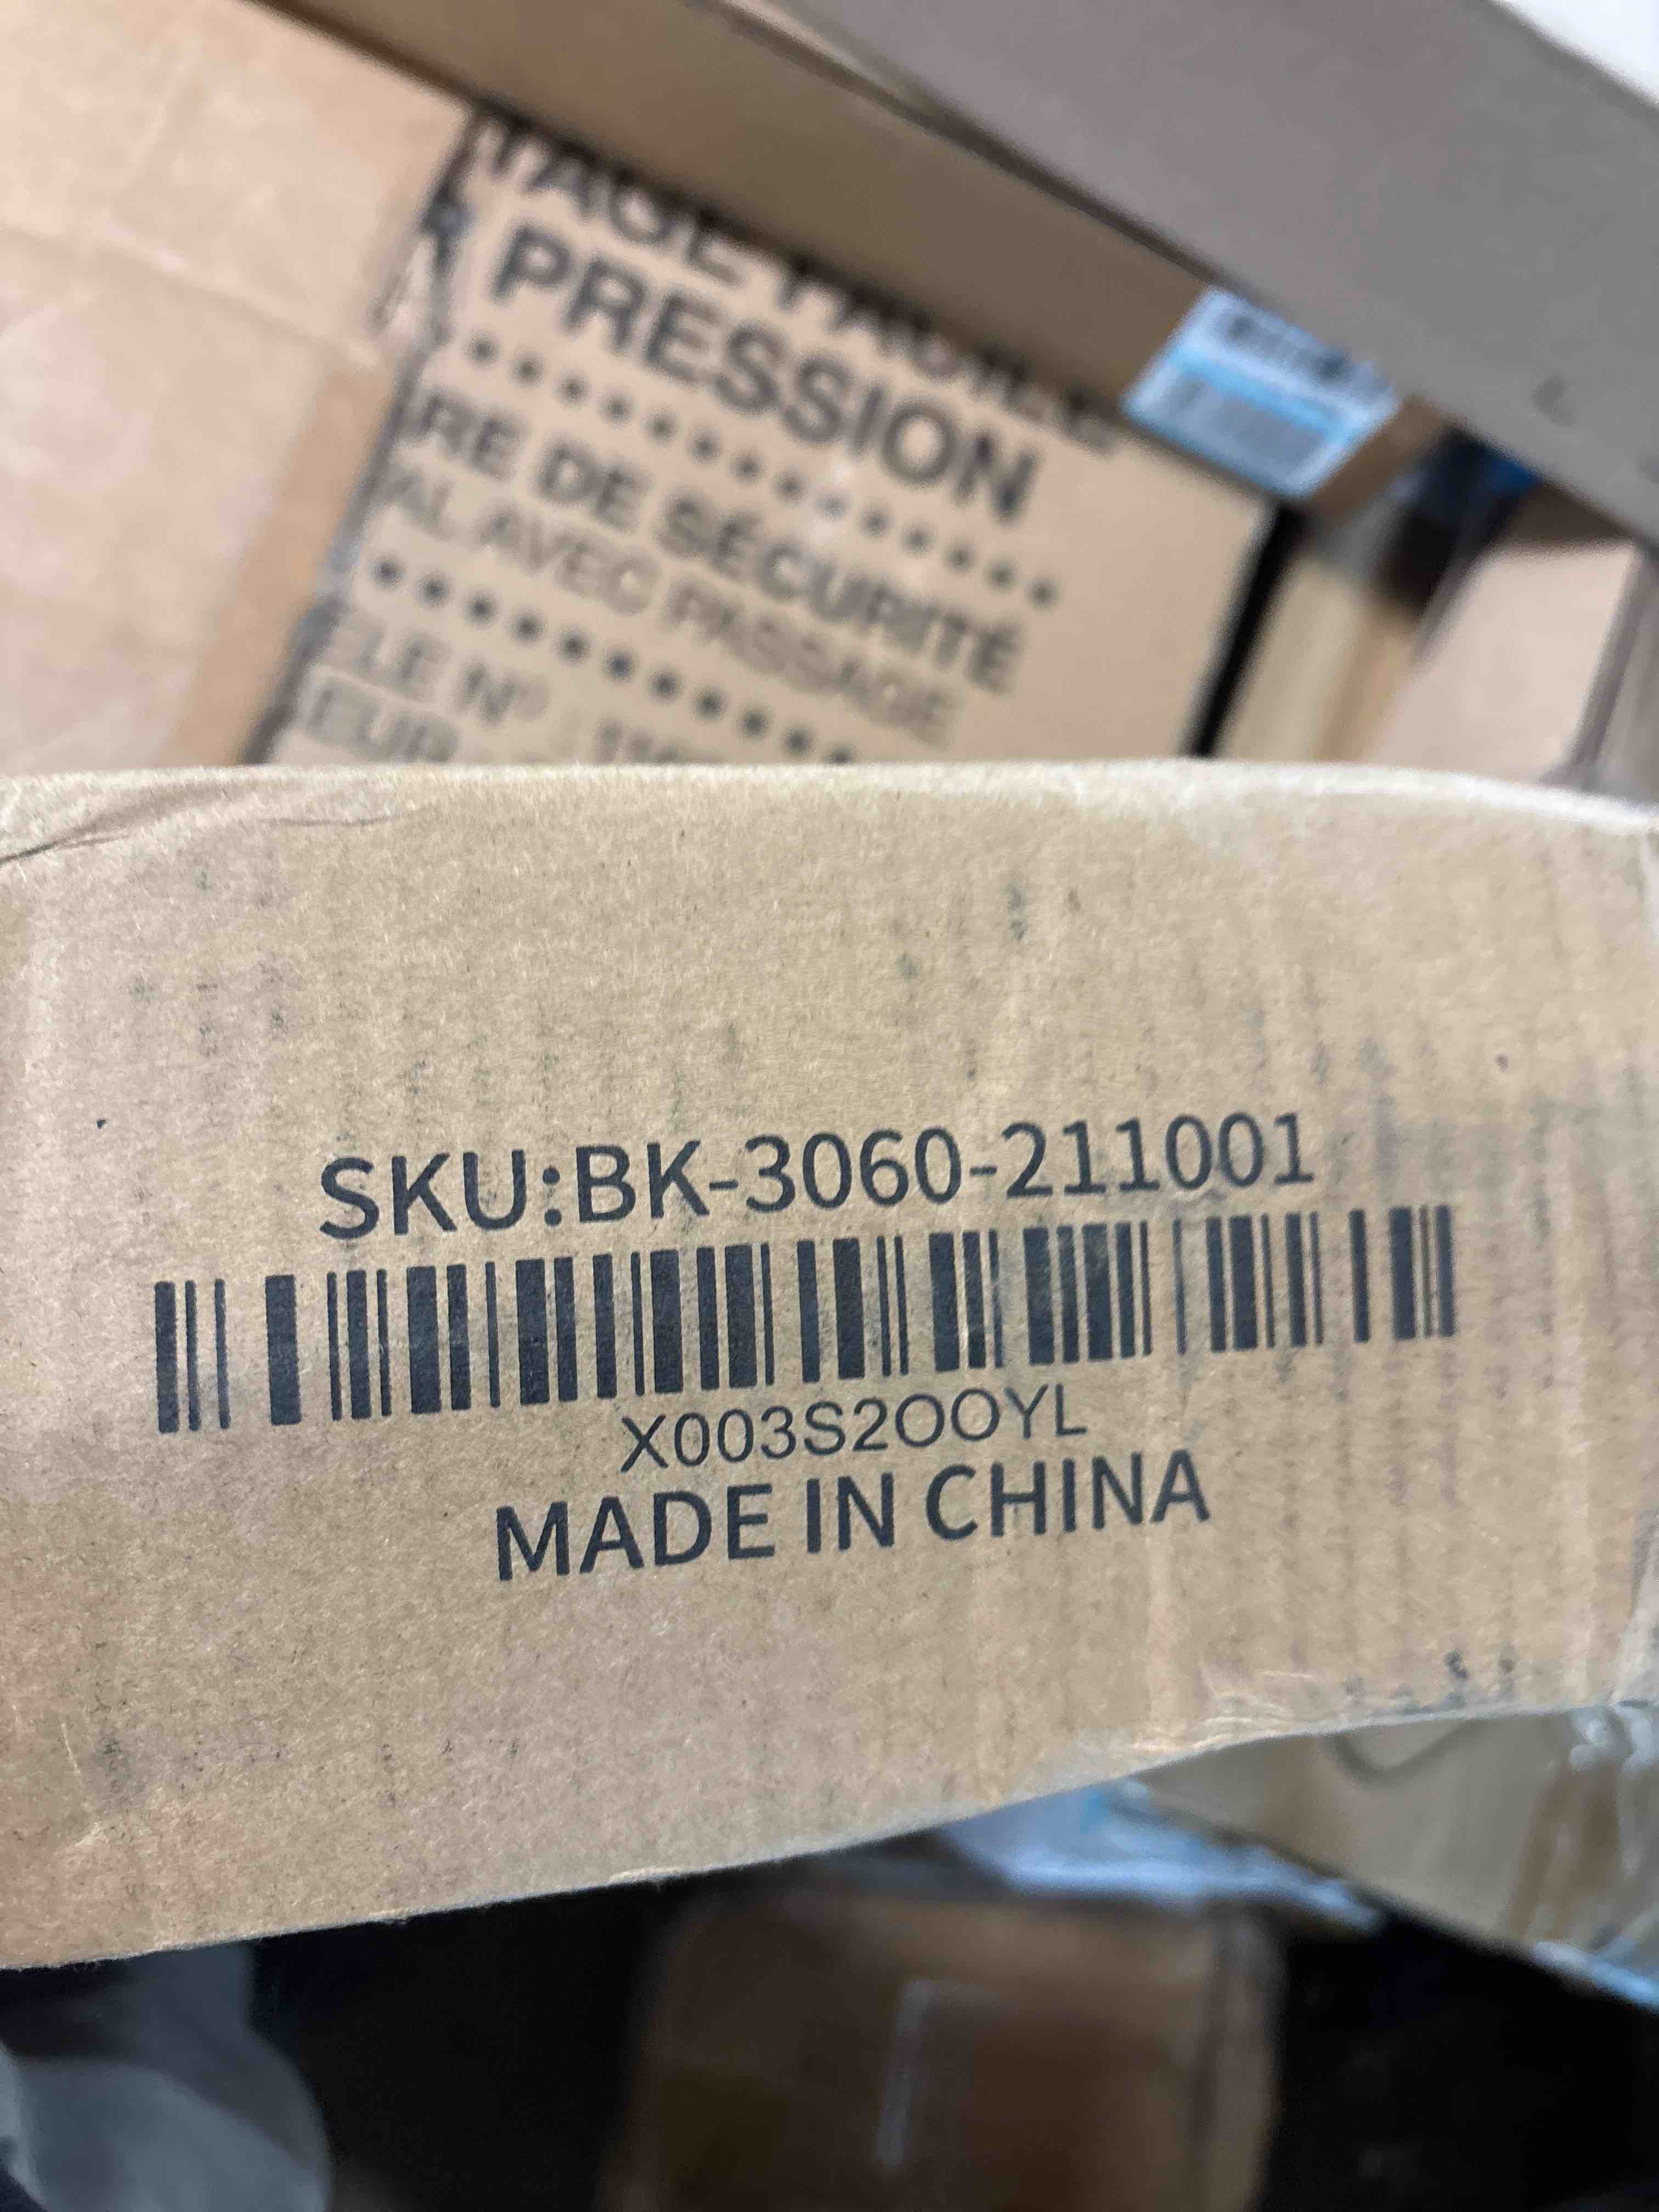 PRESSION
RE DE SÉCURITÉ
AL AVEC PASSAGE
SKU:BK-3060-211001
X003S2OOYL
MADE IN CHINA